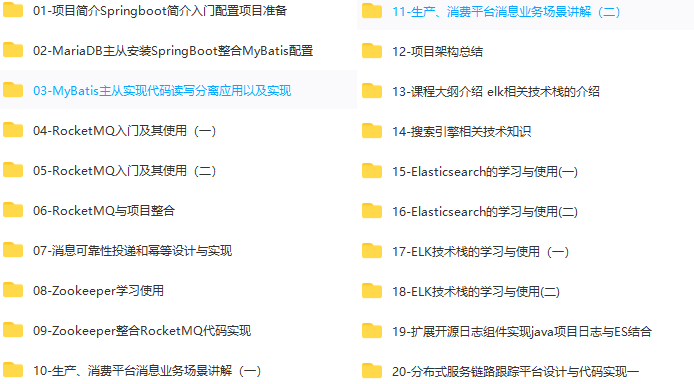 01-项目简介Springboot简介入门配置项目准备
02-MariaDB主从安装SpringBoot整合MyBatis配置
03-MyBatis主从实现代码读写分离应用以及实现
04-RocketMQ入门及其使用（一）
05-RocketMQ入门及其使用（二）
06-RocketMQ与项目整合
07-消息可靠性投递和幂等设计与实现
08-Zookeeper学习使用
09-Zookeeper整合RocketMQ代码实现
10-生产、消费平台消息业务场景讲解（一）
11-生产、消费平台消息业务场景讲解（二）
12-项目架构总结
13-课程大纲介绍 elk相关技术栈的介绍
14-搜索引擎相关技术知识
15-Elasticsearch的学习与使用(一)
16-Elasticsearch的学习与使用(二)
17-ELK技术栈的学习与使用（一）
18-ELK技术栈的学习与使用(二)
19-扩展开源日志组件实现java项目日志与ES结合
20-分布式服务链路跟踪平台设计与代码实现一